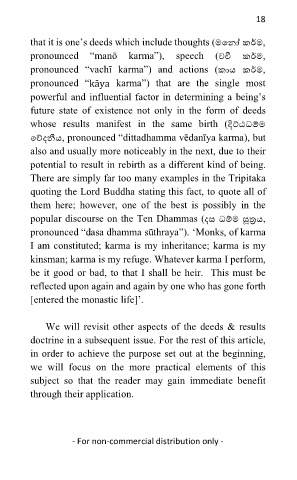 18
that it is one’s deeds which include thoughts (මනෝ කර්ම,
pronounced “manō karma”), speech (වචී කර්ම,
pronounced “vachī karma”) and actions (කාය කර්ම,
pronounced “kāya karma”) that are the single most
powerful and influential factor in determining a being’s
future state of existence not only in the form of deeds
whose results manifest in the same birth (දිට්ඨධම්ම
වේදනීය, pronounced “dittadhamma vēdanīya karma), but
also and usually more noticeably in the next, due to their
potential to result in rebirth as a different kind of being.
There are simply far too many examples in the Tripitaka
quoting the Lord Buddha stating this fact, to quote all of
them here; however, one of the best is possibly in the
popular discourse on the Ten Dhammas (දස ධම්ම සූත්‍රය,
pronounced “dasa dhamma sūthraya”). ‘Monks, of karma
I am constituted; karma is my inheritance; karma is my
kinsman; karma is my refuge. Whatever karma I perform,
be it good or bad, to that I shall be heir. This must be
reflected upon again and again by one who has gone forth
[entered the monastic life]’.
We will revisit other aspects of the deeds & results
doctrine in a subsequent issue. For the rest of this article,
in order to achieve the purpose set out at the beginning,
we will focus on the more practical elements of this
subject so that the reader may gain immediate benefit
through their application.
- For non-commercial distribution only -